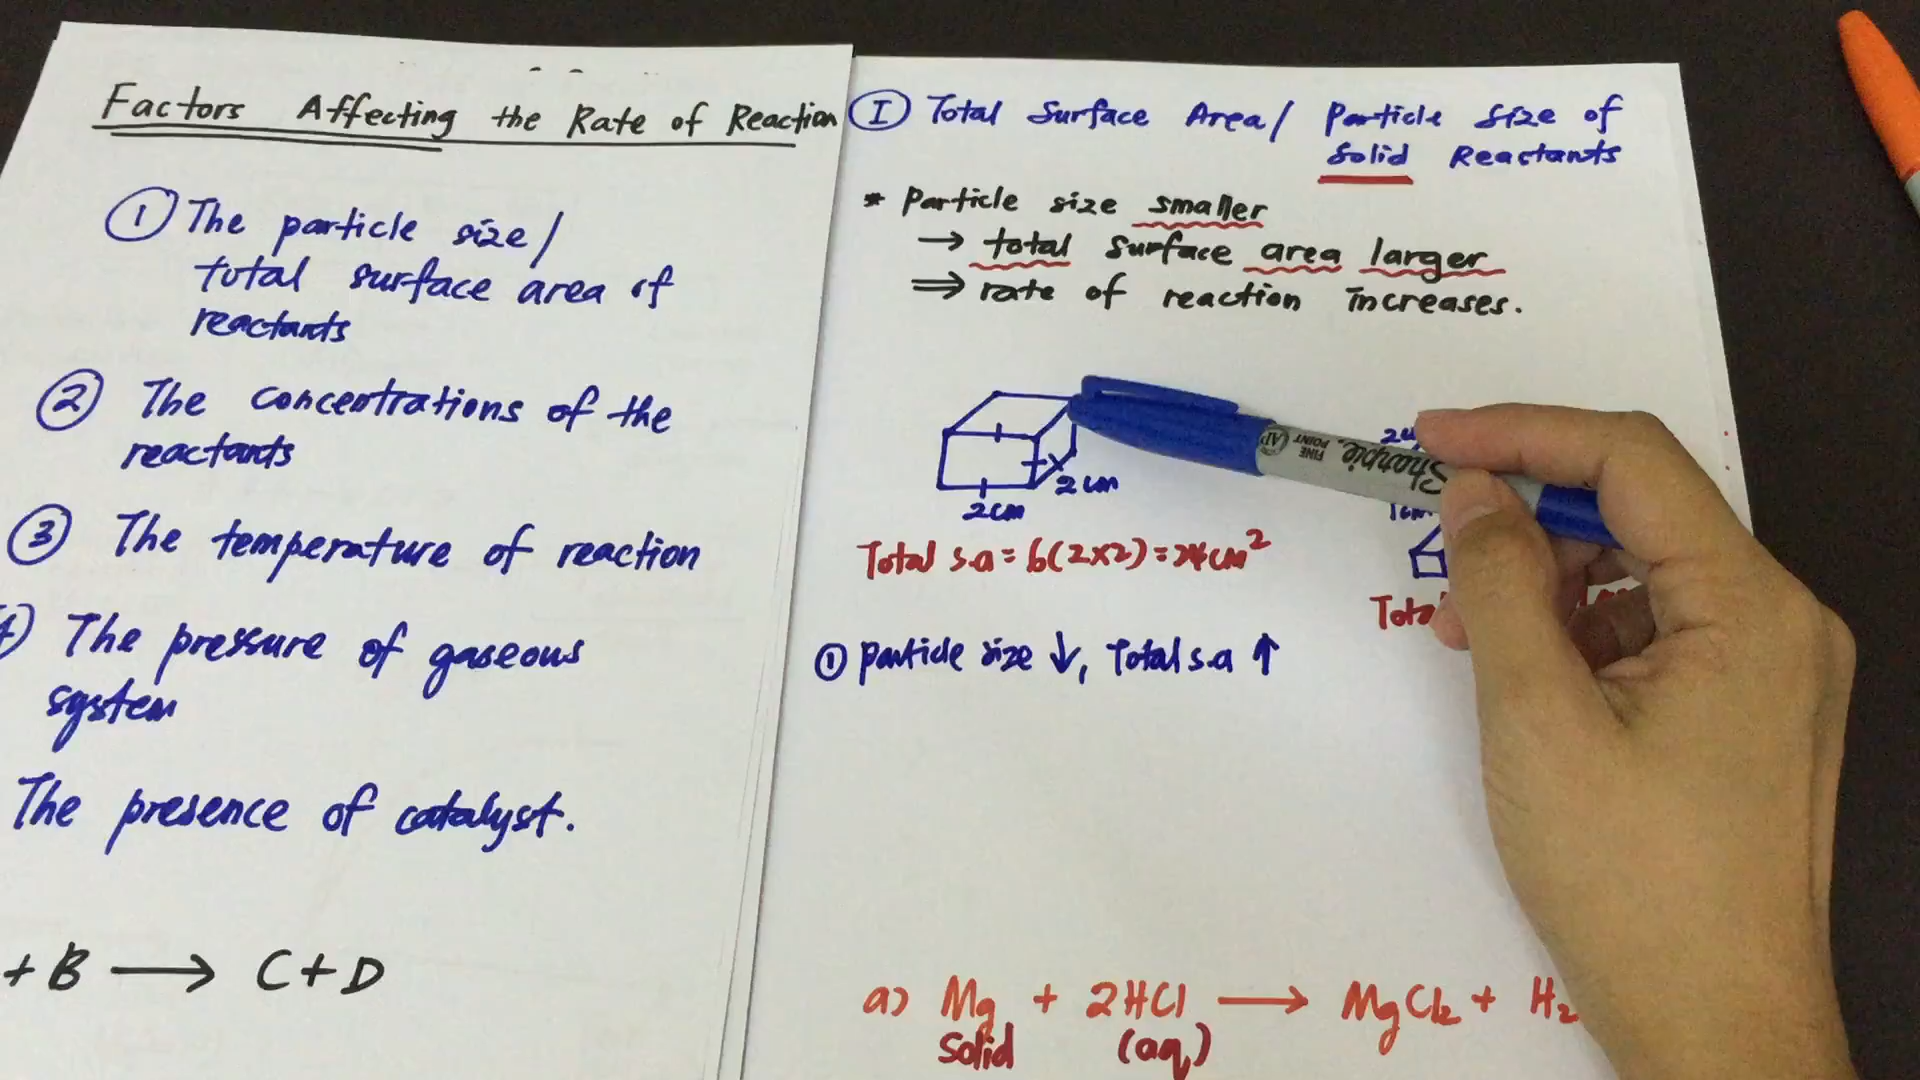 Factors Affecting the Rate of Reaction
① The particle size/
total surface area of
reactants
② The concentrations of the
reactants
③ The temperature of reaction
The pressure of gaseous
system
The presence of catalyst.
+ B ⟶ C + D
Ⓘ Total Surface Area/ Particle Size of
Solid Reactants
* Particle size smaller
→ total surface area larger
⇒ rate of reaction increases.
2cm
2cm
Total s.a = 6(2×2) = 24cm²
① particle size ↓, Total s.a ↑
a) Mg + 2HCl ⟶ MgCl₂ + H₂
Solid (aq)
Sharpie
FINE POINT
AP